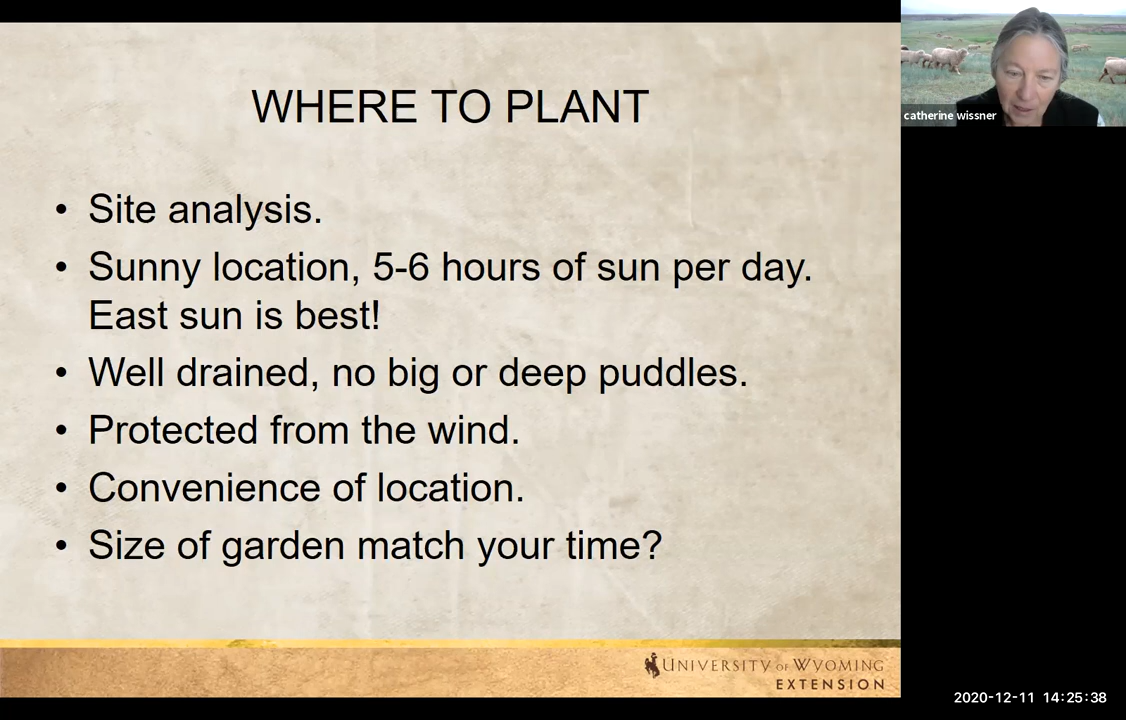 WHERE TO PLANT
• Site analysis.
• Sunny location, 5-6 hours of sun per day.
East sun is best!
• Well drained, no big or deep puddles.
• Protected from the wind.
• Convenience of location.
• Size of garden match your time?
UNIVERSITY OF WYOMING
EXTENSION
catherine wissner
2020-12-11 14:25:38